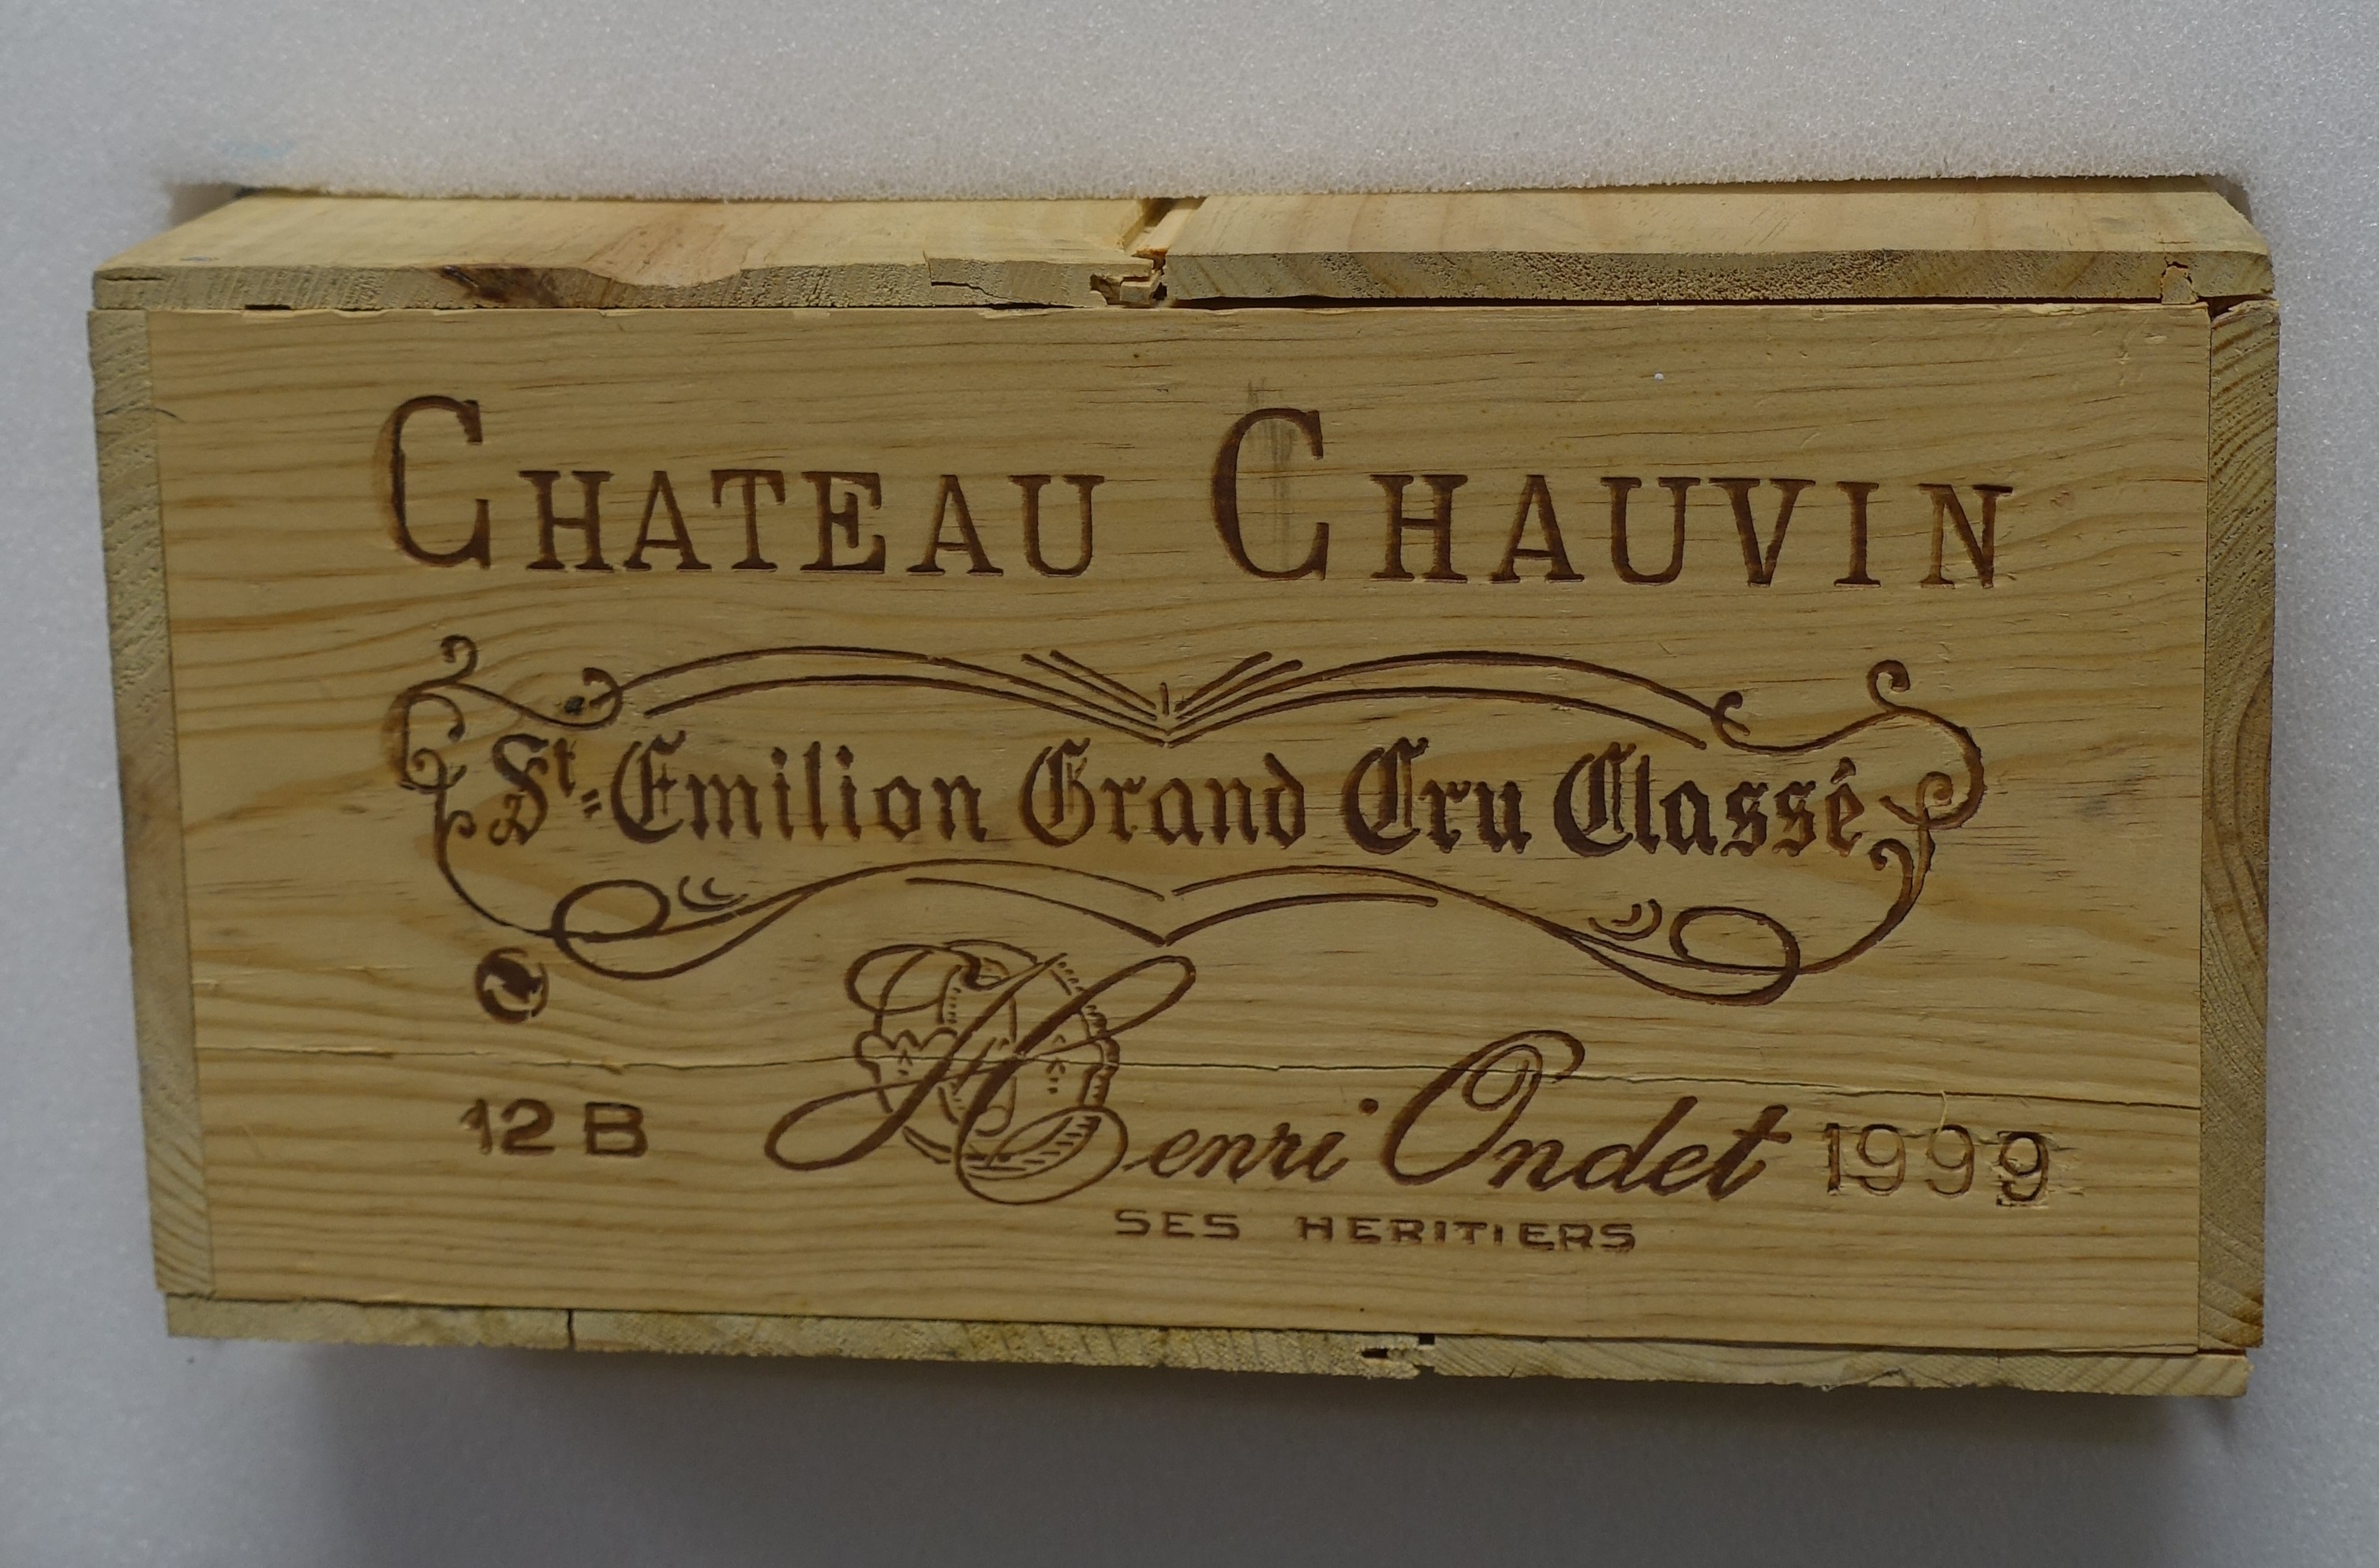 CHATEAU CHAUVIN
St-Emilion Grand Cru Classé
12 B Henri Ondet 1999
SES HERITIERS